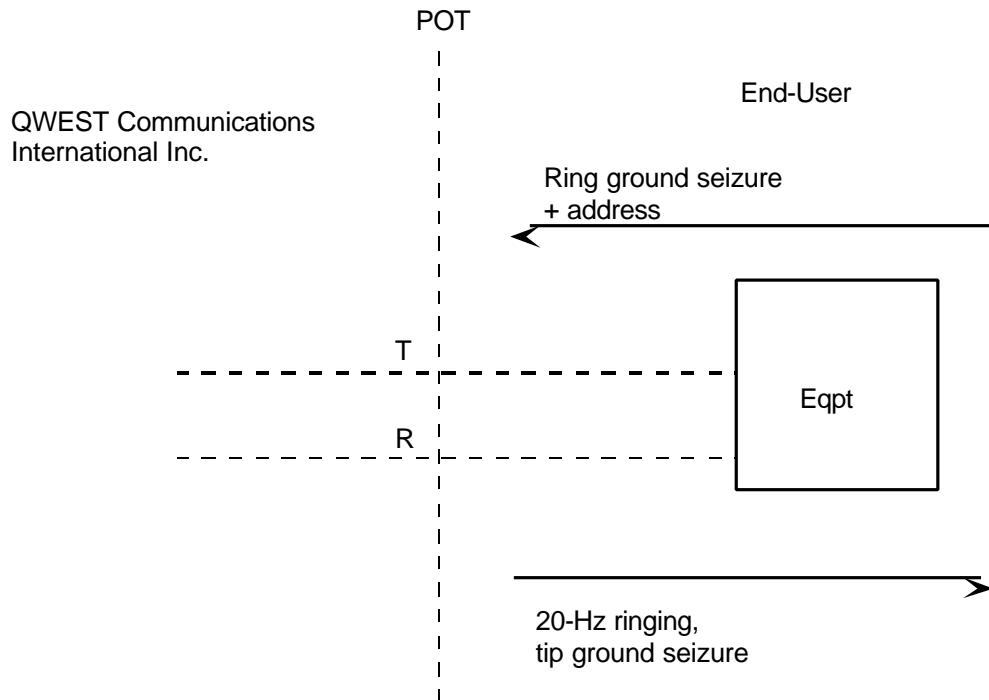 POT
End-User
QWEST Communications
International Inc.
Ring ground seizure
+ address
T
R
Eqpt
20-Hz ringing,
tip ground seizure